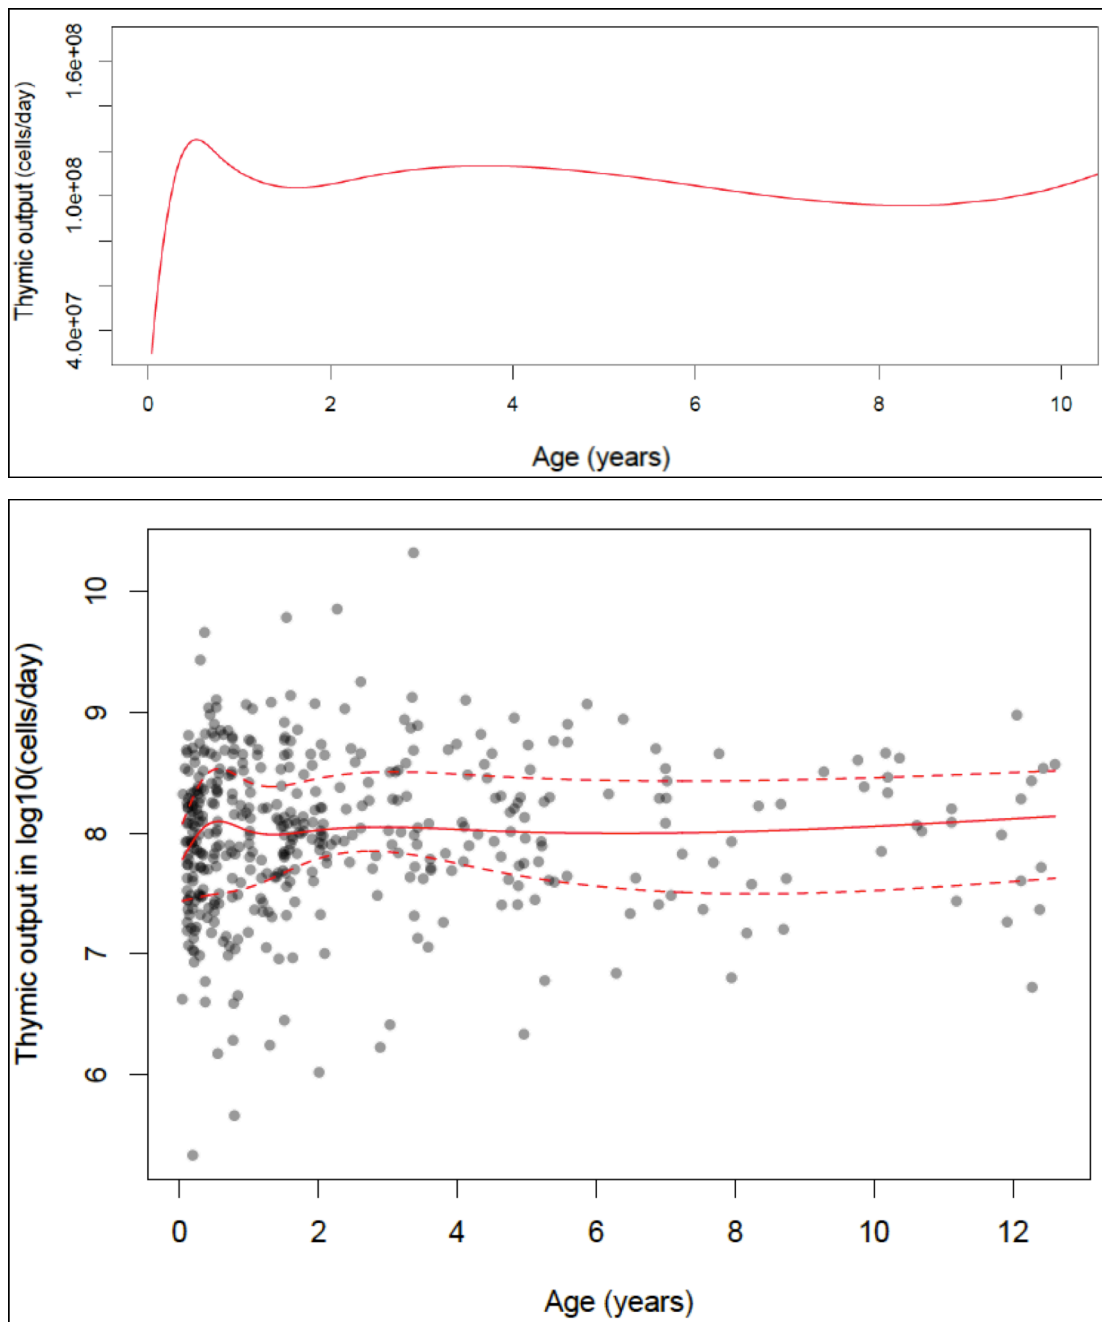 Thymic output (cells/day)
1.6e+08
1.0e+08
4.0e+07
0 2 4 6 8 10
Age (years)
Thymic output in log10(cells/day)
10
9
8
7
6
0 2 4 6 8 10 12
Age (years)